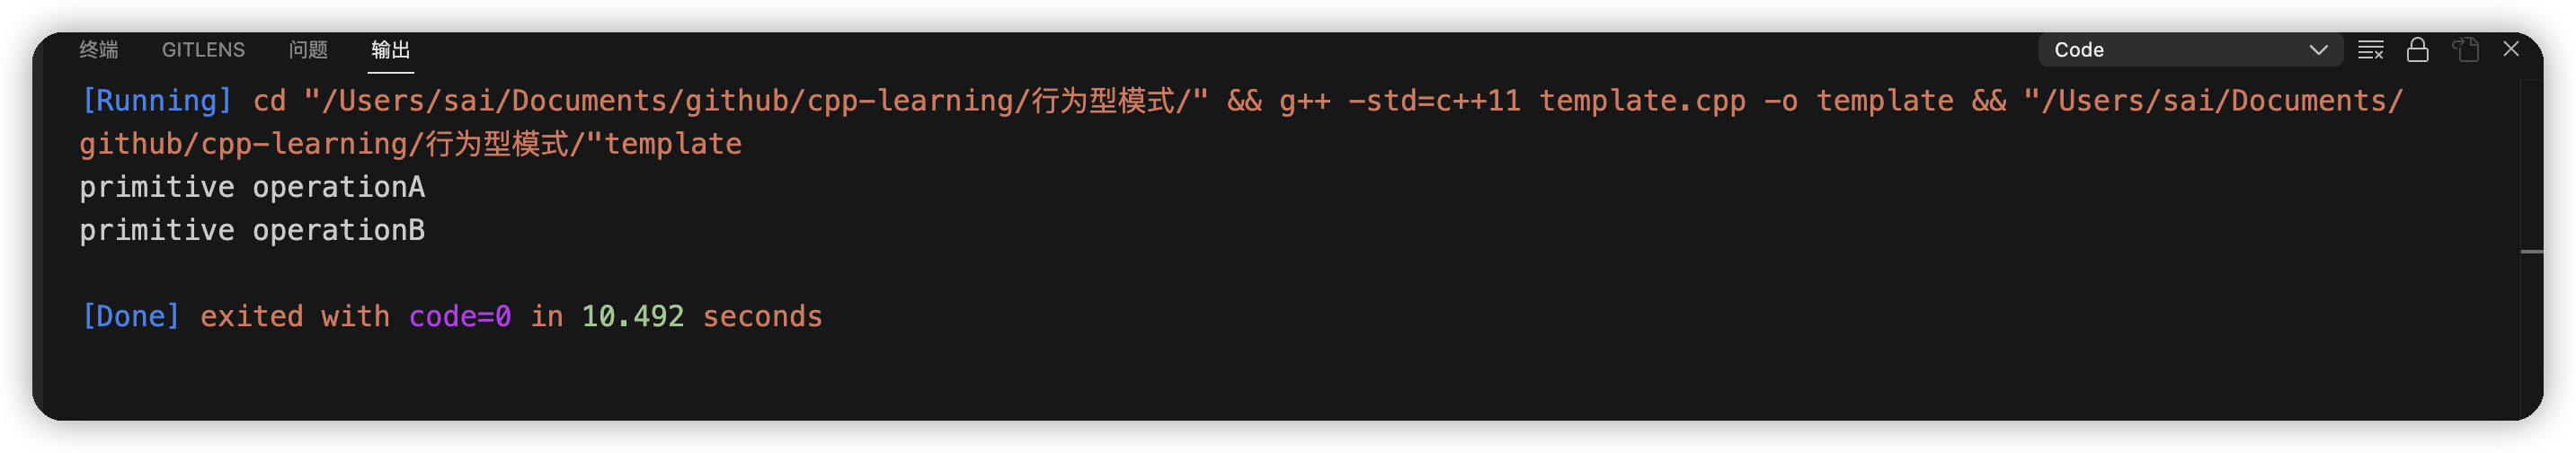 终端 GITLENS 问题 输出 Code
[Running] cd "/Users/sai/Documents/github/cpp-learning/行为型模式/" && g++ -std=c++11 template.cpp -o template && "/Users/sai/Documents/
github/cpp-learning/行为型模式/"template
primitive operationA
primitive operationB
[Done] exited with code=0 in 10.492 seconds